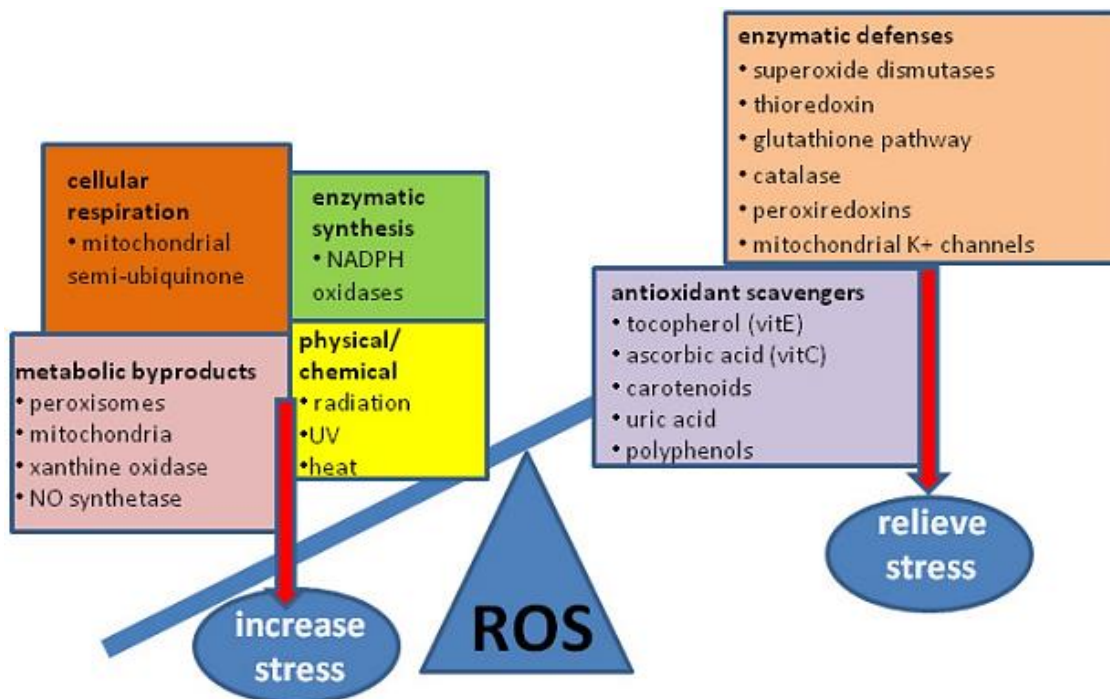 cellular
respiration
• mitochondrial
semi-ubiquinone
enzymatic
synthesis
• NADPH
oxidases
metabolic byproducts
• peroxisomes
• mitochondria
• xanthine oxidase
• NO synthetase
physical/
chemical
• radiation
•UV
•heat
increase
stress
ROS
enzymatic defenses
• superoxide dismutases
• thioredoxin
• glutathione pathway
• catalase
• peroxiredoxins
• mitochondrial K+ channels
antioxidant scavengers
• tocopherol (vitE)
• ascorbic acid (vitC)
• carotenoids
• uric acid
• polyphenols
relieve
stress